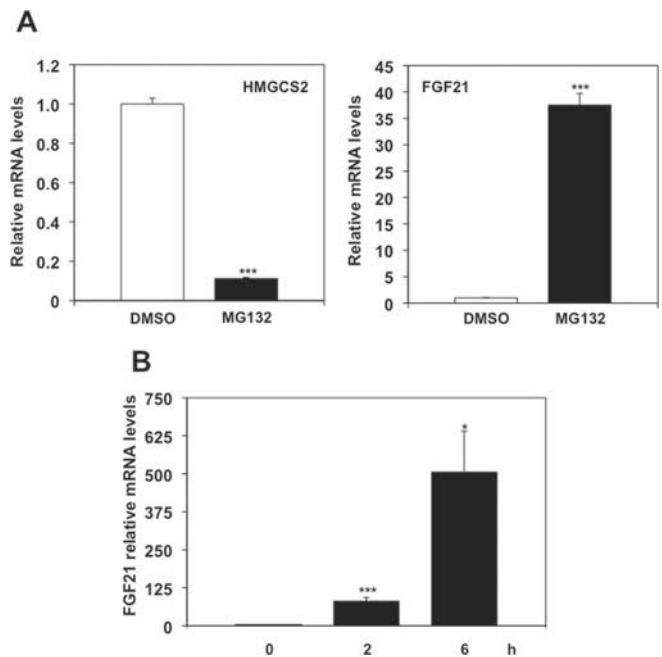 A
Relative mRNA levels
1.2
1.0
0.8
0.6
0.4
0.2
0
HMGCS2
***
DMSO MG132
Relative mRNA levels
45
40
35
30
25
20
15
10
5
0
FGF21
***
DMSO MG132
B
FGF21 relative mRNA levels
750
625
500
375
250
125
0
***
*
0 2 6 h